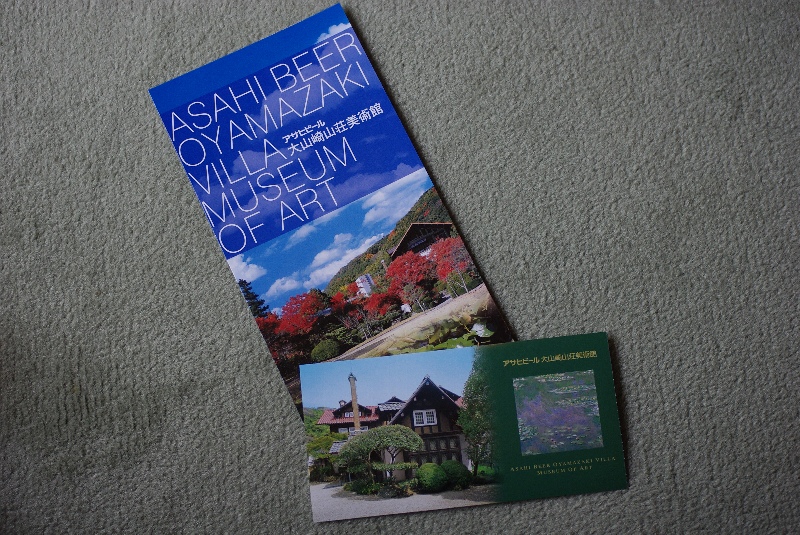 ASAHI BEER
OYAMAZAKI
VILLA
アサヒビール
大山崎山荘美術館
MUSEUM
OF ART
アサヒビール 大山崎山荘美術館
ASAHI BEER OYAMAZAKI VILLA
MUSEUM OF ART